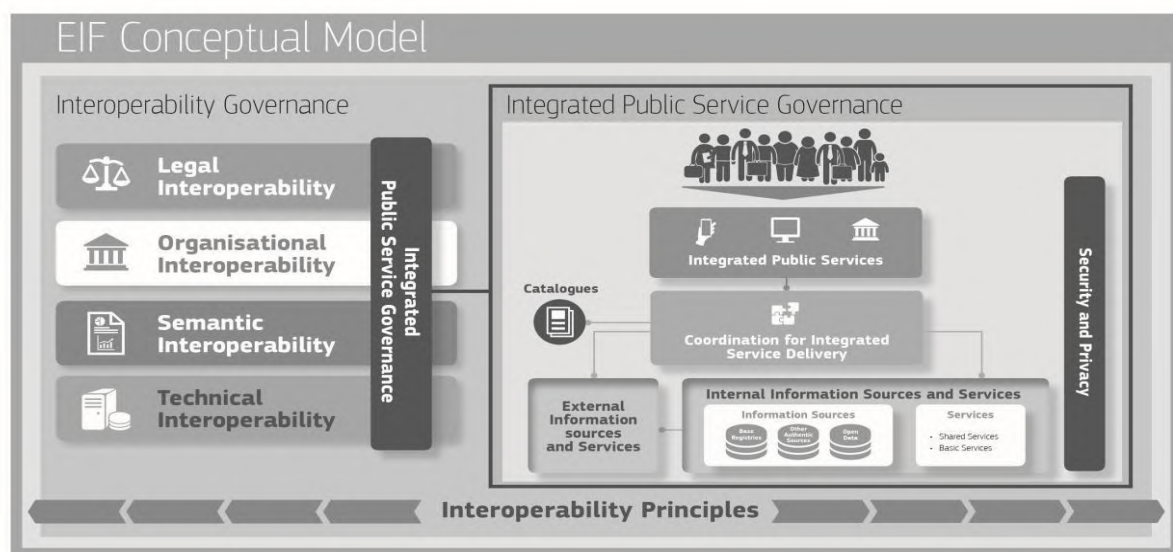 EIF Conceptual Model
Interoperability Governance
Legal
Interoperability
Organisational
Interoperability
Semantic
Interoperability
Technical
Interoperability
Integrated
Public Service Governance
Integrated Public Service Governance
Integrated Public Services
Catalogues
Coordination for Integrated
Service Delivery
External
Information
sources
and Services
Internal Information Sources and Services
Information Sources
Base
Registries
Other
Authentic
Sources
Open
Data
Services
- Shared Services
- Basic Services
Security and Privacy
Interoperability Principles